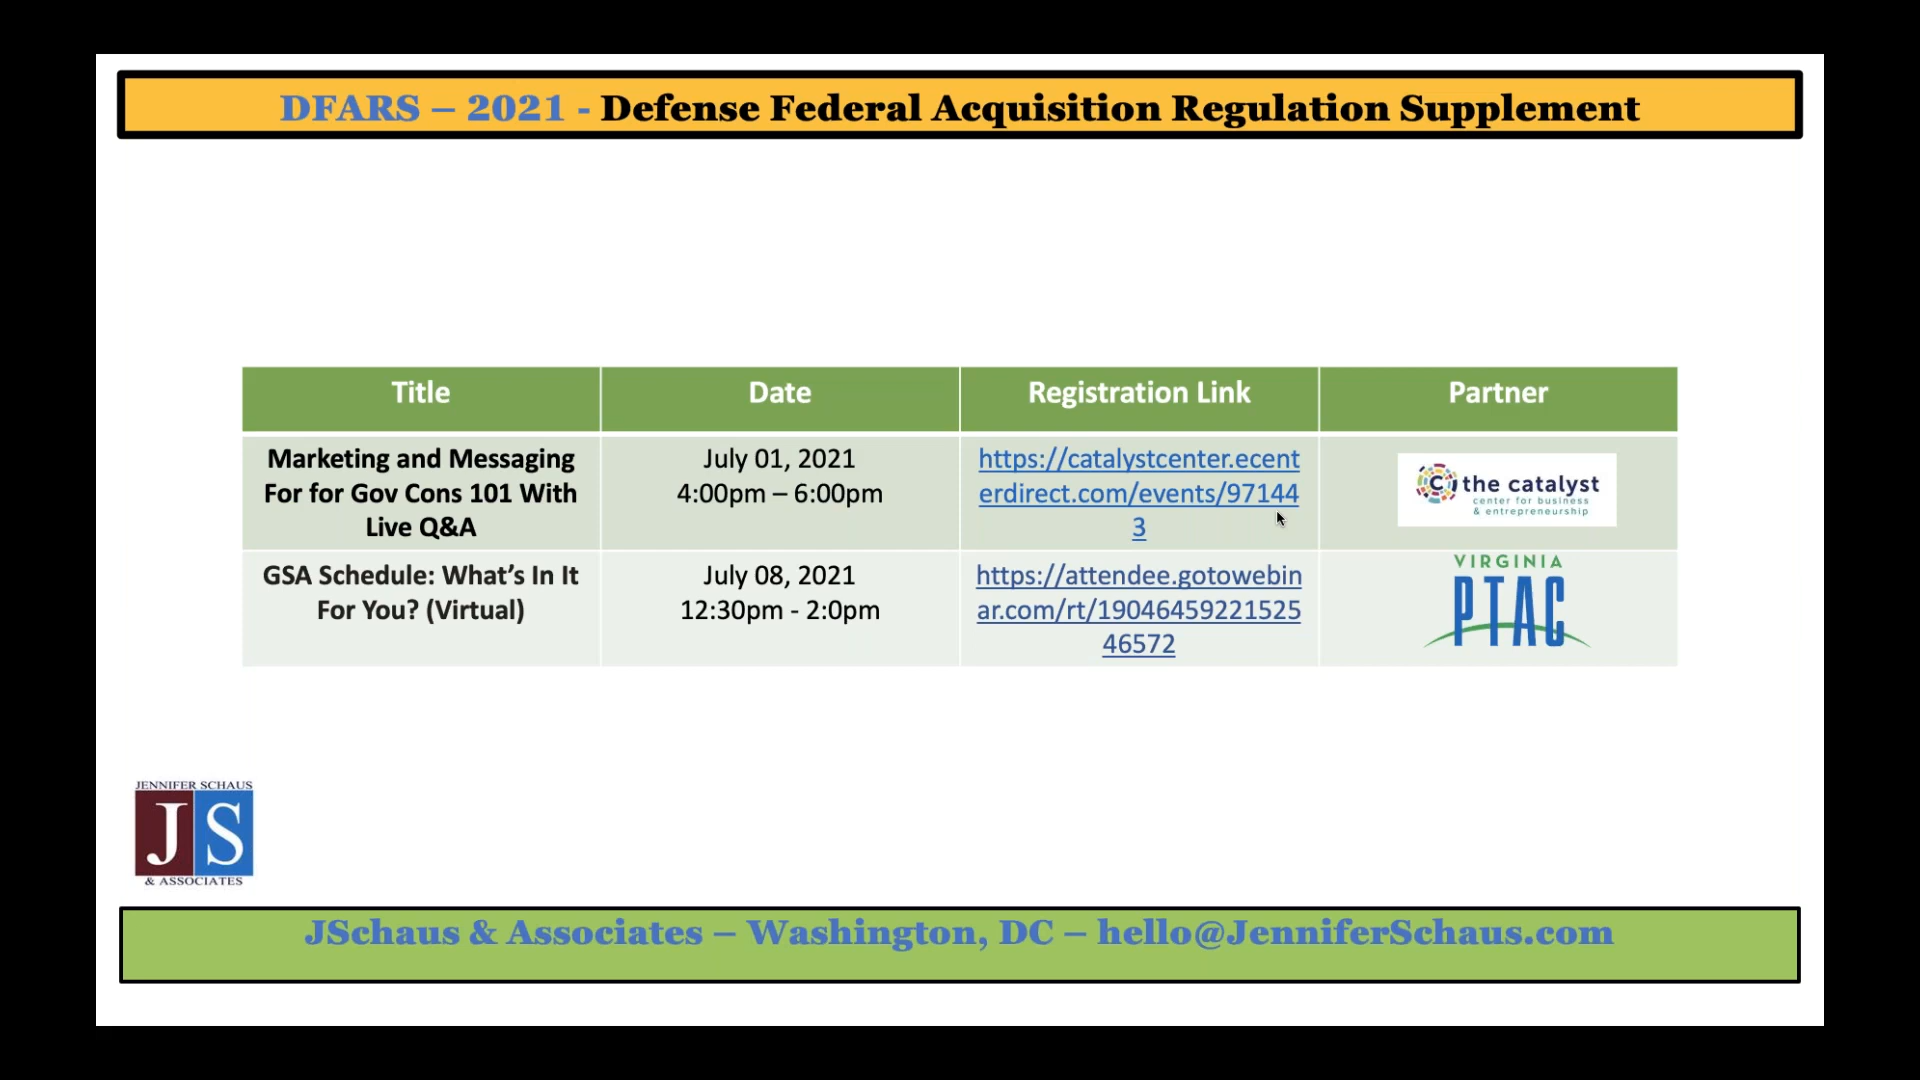 DFARS – 2021 - Defense Federal Acquisition Regulation Supplement
Title
Date
Registration Link
Partner
Marketing and Messaging
For for Gov Cons 101 With
Live Q&A
July 01, 2021
4:00pm – 6:00pm
https://catalystcenter.ecent
erdirect.com/events/97144
3
the catalyst
center for business
& entrepreneurship
GSA Schedule: What’s In It
For You? (Virtual)
July 08, 2021
12:30pm - 2:0pm
https://attendee.gotowebin
ar.com/rt/19046459221525
46572
VIRGINIA
PTAC
JENNIFER SCHAUS
JS
& ASSOCIATES
JSchaus & Associates – Washington, DC – hello@JenniferSchaus.com